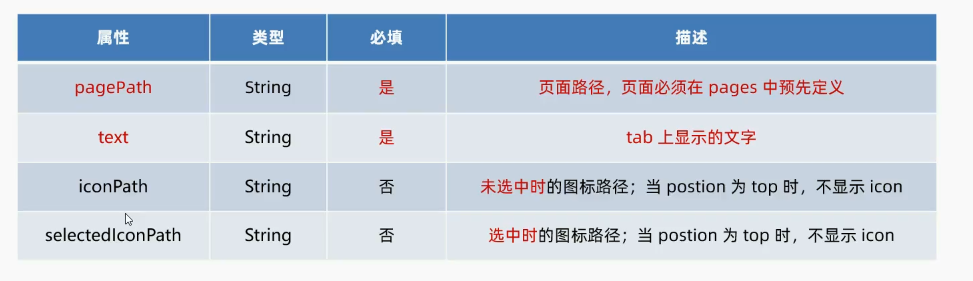 属性 类型 必填 描述
pagePath String 是 页面路径，页面必须在 pages 中预先定义
text String 是 tab 上显示的文字
iconPath String 否 未选中时的图标路径；当 postion 为 top 时，不显示 icon
selectedIconPath String 否 选中时的图标路径；当 postion 为 top 时，不显示 icon